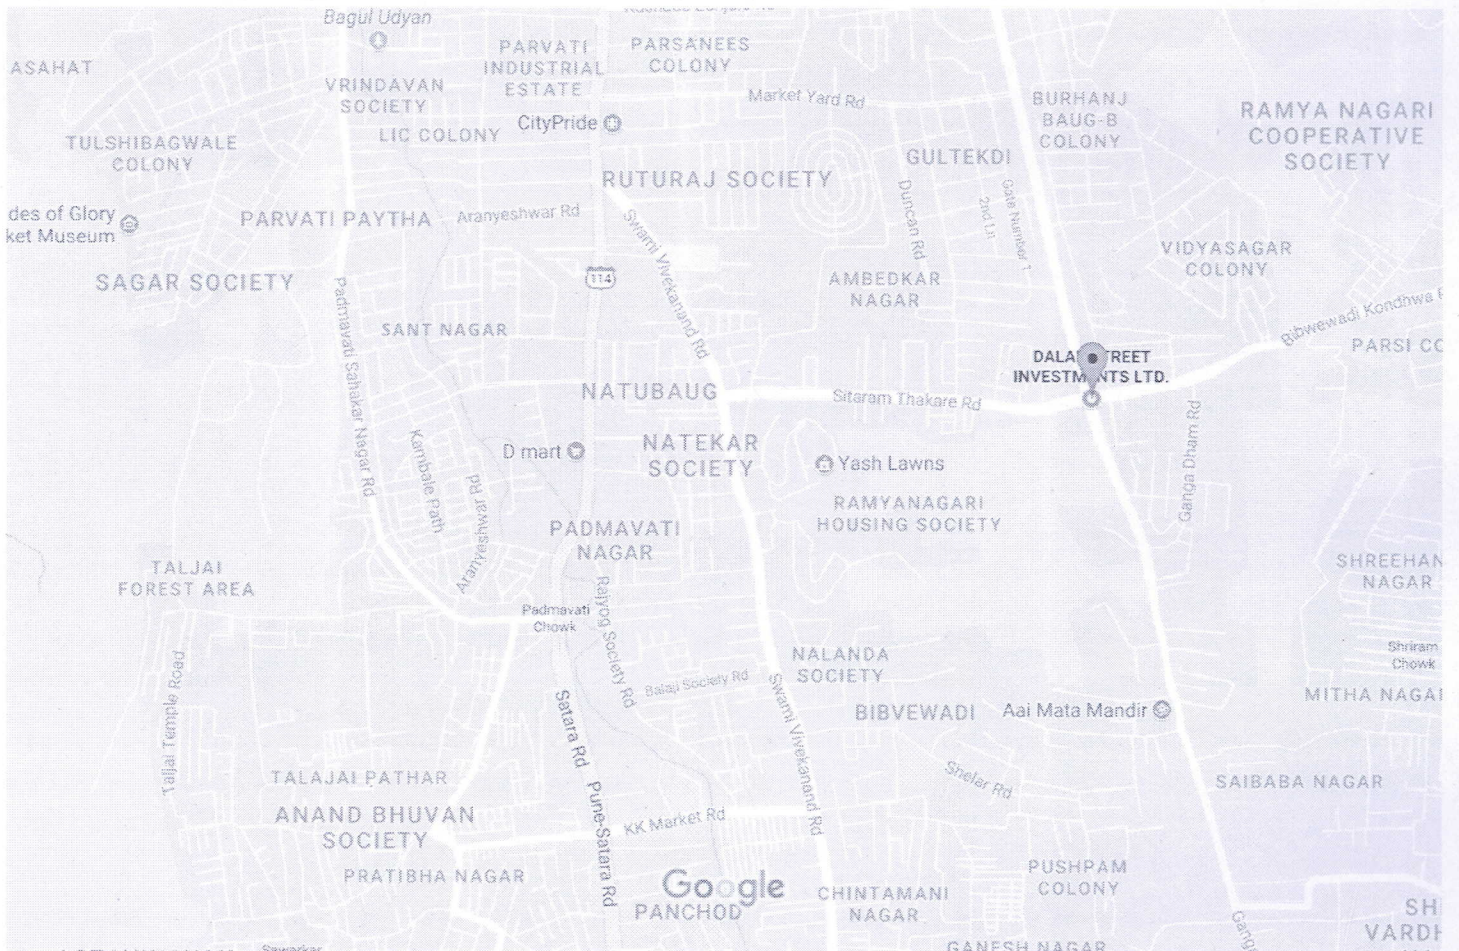 Bagul Udyan
PARVATI
INDUSTRIAL
ESTATE
PARSANEES
COLONY
ASAHAT
VRINDAVAN
SOCIETY
Market Yard Rd
BURHANJ
BAUG-B
COLONY
RAMYA NAGARI
COOPERATIVE
SOCIETY
CityPride
LIC COLONY
TULSHIBAGWALE
COLONY
GULTEKDI
RUTURAJ SOCIETY
des of Glory
ket Museum
PARVATI PAYTHA
Aranyeshwar Rd
Swami Vivekanand Rd
Duncan Rd
2nd Ln
Gate Number 1
VIDYASAGAR
COLONY
SAGAR SOCIETY
114
AMBEDKAR
NAGAR
Padmavati Sahakar Nagar Rd
SANT NAGAR
Bibwewadi Kondhwa
PARSI CO
DALAL STREET
INVESTMENTS LTD.
NATUBAUG
Sitaram Thakare Rd
Ganga Dham Rd
Kambale Path
Aranyeshwar Rd
D mart
NATEKAR
SOCIETY
Yash Lawns
RAMYANAGARI
HOUSING SOCIETY
PADMAVATI
NAGAR
TALJAI
FOREST AREA
SHREEHAN
NAGAR
Padmavati
Chowk
Rajyog Society Rd
Taljai Temple Road
NALANDA
SOCIETY
Shriram
Chowk
Balaji Society Rd
MITHA NAGAR
Satara Rd
Swami Vivekanand Rd
BIBVEWADI
Aai Mata Mandir
TALAJAI PATHAR
Shelar Rd
SAIBABA NAGAR
ANAND BHUVAN
SOCIETY
Pune-Satara Rd
KK Market Rd
PRATIBHA NAGAR
Google
PUSHPAM
COLONY
PANCHOD
CHINTAMANI
NAGAR
SH
VARDH
GANESH NAGAR
Sawarkar